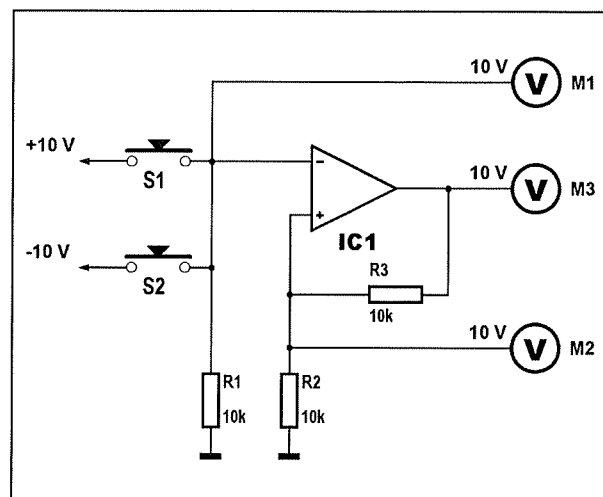 10 V V M1
+10 V
S1
-
10 V V M3
+
IC1
-10 V
S2
R3
10k
10 V V M2
R1
10k
R2
10k